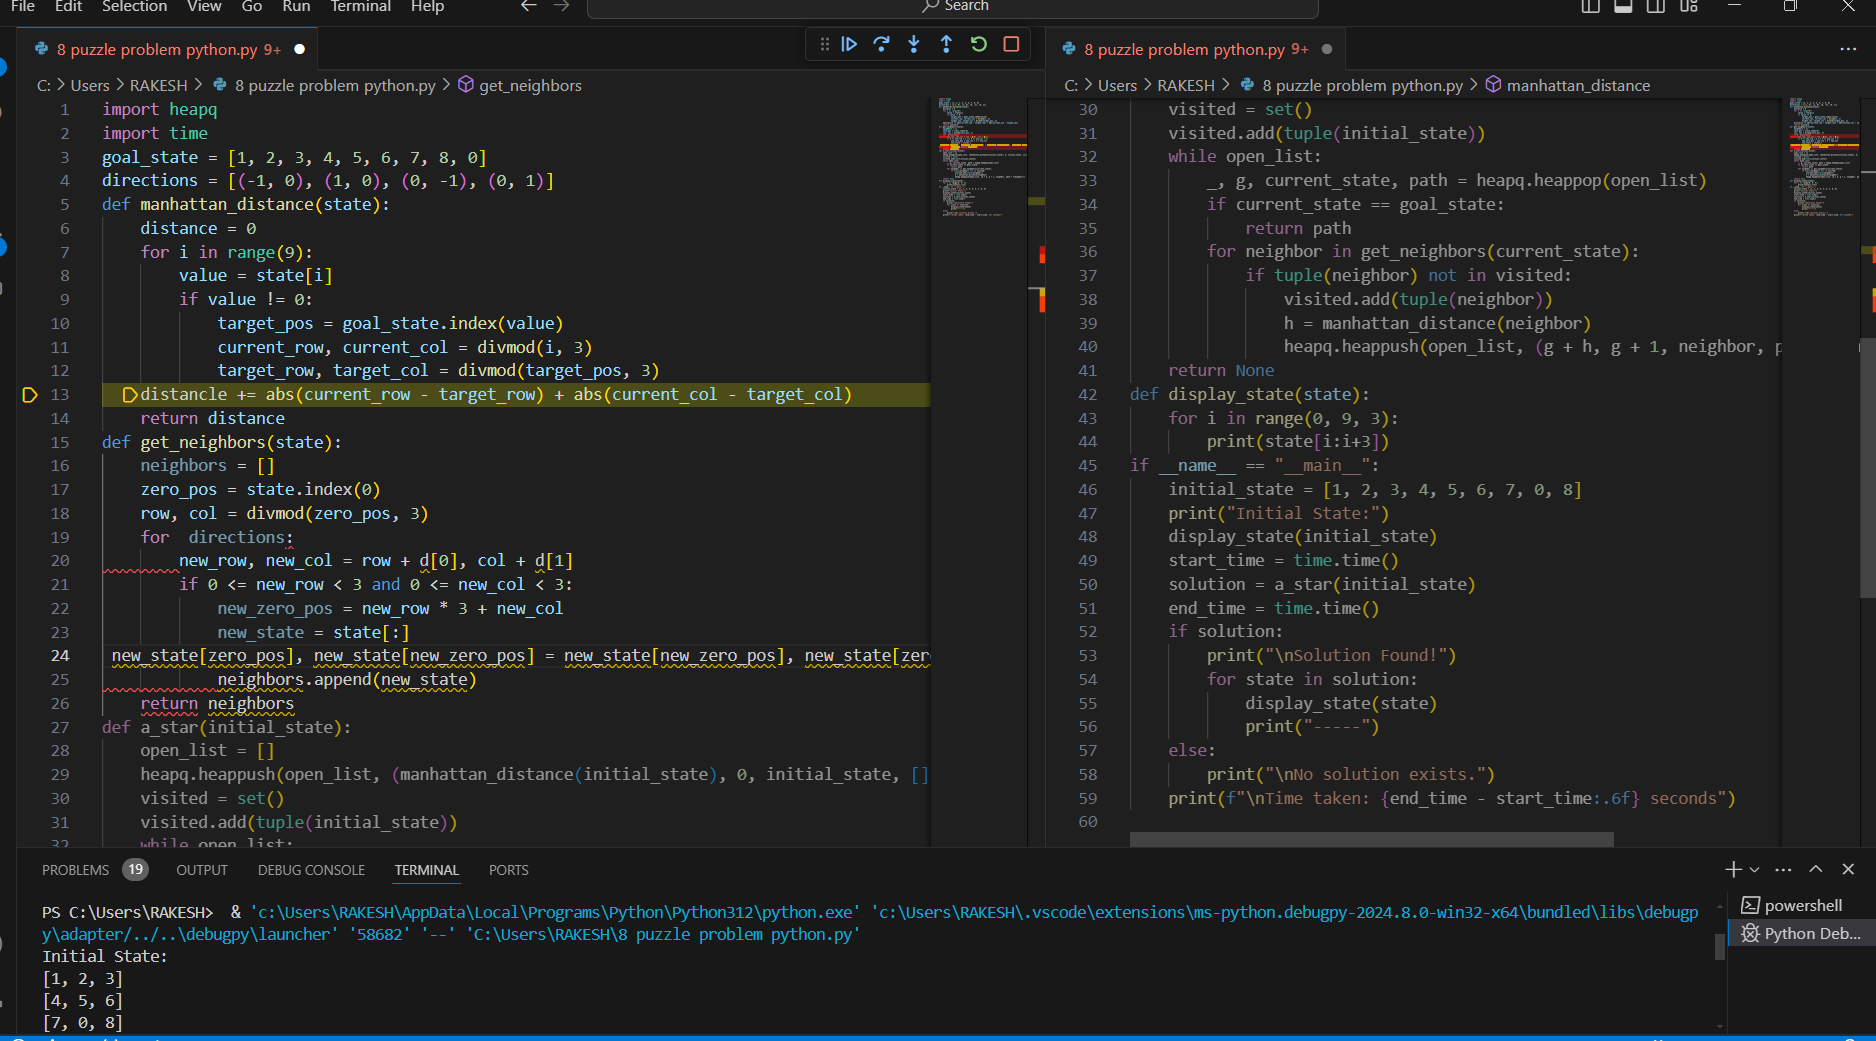 File Edit Selection View Go Run Terminal Help
Search
8 puzzle problem python.py 9+
C: > Users > RAKESH > 8 puzzle problem python.py > get_neighbors
1 import heapq
2 import time
3 goal_state = [1, 2, 3, 4, 5, 6, 7, 8, 0]
4 directions = [(-1, 0), (1, 0), (0, -1), (0, 1)]
5 def manhattan_distance(state):
6 distance = 0
7 for i in range(9):
8 value = state[i]
9 if value != 0:
10 target_pos = goal_state.index(value)
11 current_row, current_col = divmod(i, 3)
12 target_row, target_col = divmod(target_pos, 3)
13 distancle += abs(current_row - target_row) + abs(current_col - target_col)
14 return distance
15 def get_neighbors(state):
16 neighbors = []
17 zero_pos = state.index(0)
18 row, col = divmod(zero_pos, 3)
19 for  directions:
20 new_row, new_col = row + d[0], col + d[1]
21 if 0 <= new_row < 3 and 0 <= new_col < 3:
22 new_zero_pos = new_row * 3 + new_col
23 new_state = state[:]
24 new_state[zero_pos], new_state[new_zero_pos] = new_state[new_zero_pos], new_state[zer
25 neighbors.append(new_state)
26 return neighbors
27 def a_star(initial_state):
28 open_list = []
29 heapq.heappush(open_list, (manhattan_distance(initial_state), 0, initial_state, []
30 visited = set()
31 visited.add(tuple(initial_state))
32 while open_list:
8 puzzle problem python.py 9+
C: > Users > RAKESH > 8 puzzle problem python.py > manhattan_distance
30 visited = set()
31 visited.add(tuple(initial_state))
32 while open_list:
33 _, g, current_state, path = heapq.heappop(open_list)
34 if current_state == goal_state:
35 return path
36 for neighbor in get_neighbors(current_state):
37 if tuple(neighbor) not in visited:
38 visited.add(tuple(neighbor))
39 h = manhattan_distance(neighbor)
40 heapq.heappush(open_list, (g + h, g + 1, neighbor, p
41 return None
42 def display_state(state):
43 for i in range(0, 9, 3):
44 print(state[i:i+3])
45 if __name__ == "__main__":
46 initial_state = [1, 2, 3, 4, 5, 6, 7, 0, 8]
47 print("Initial State:")
48 display_state(initial_state)
49 start_time = time.time()
50 solution = a_star(initial_state)
51 end_time = time.time()
52 if solution:
53 print("\nSolution Found!")
54 for state in solution:
55 display_state(state)
56 print("-----")
57 else:
58 print("\nNo solution exists.")
59 print(f"\nTime taken: {end_time - start_time:.6f} seconds")
60
PROBLEMS 19 OUTPUT DEBUG CONSOLE TERMINAL PORTS
PS C:\Users\RAKESH>  & 'c:\Users\RAKESH\AppData\Local\Programs\Python\Python312\python.exe' 'c:\Users\RAKESH\.vscode\extensions\ms-python.debugpy-2024.8.0-win32-x64\bundled\libs\debugp
y\adapter/../..\debugpy\launcher' '58682' '--' 'C:\Users\RAKESH\8 puzzle problem python.py'
Initial State:
[1, 2, 3]
[4, 5, 6]
[7, 0, 8]
powershell
Python Deb...